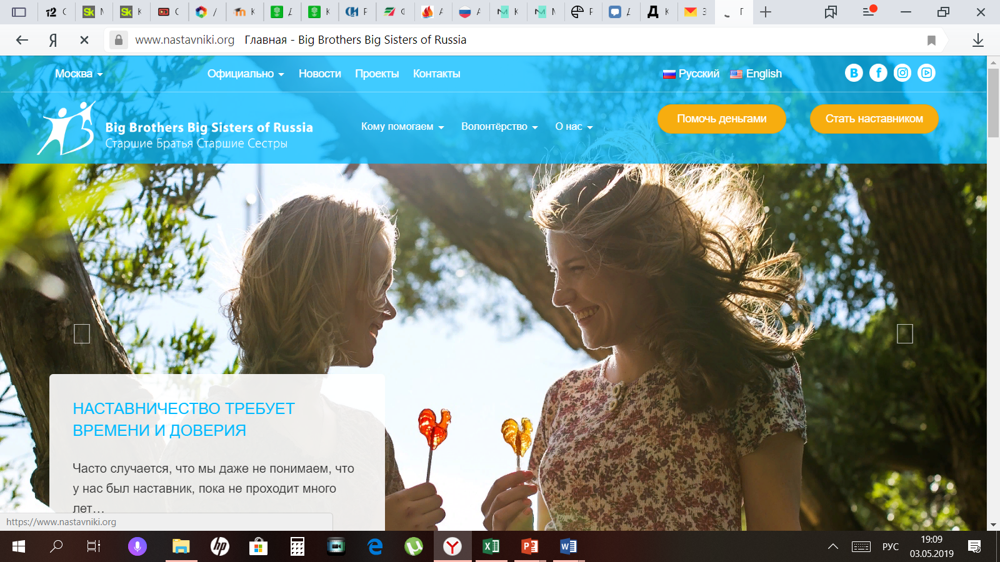 www.nastavniki.org Главная - Big Brothers Big Sisters of Russia
Москва Официально Новости Проекты Контакты Русский English
Помочь деньгами Стать наставником
Big Brothers Big Sisters of Russia
Старшие Братья Старшие Сестры
Кому помогаем Волонтёрство О нас
НАСТАВНИЧЕСТВО ТРЕБУЕТ
ВРЕМЕНИ И ДОВЕРИЯ
Часто случается, что мы даже не понимаем, что
у нас был наставник, пока не проходит много
лет...
https://www.nastavniki.org
РУС
19:09
03.05.2019